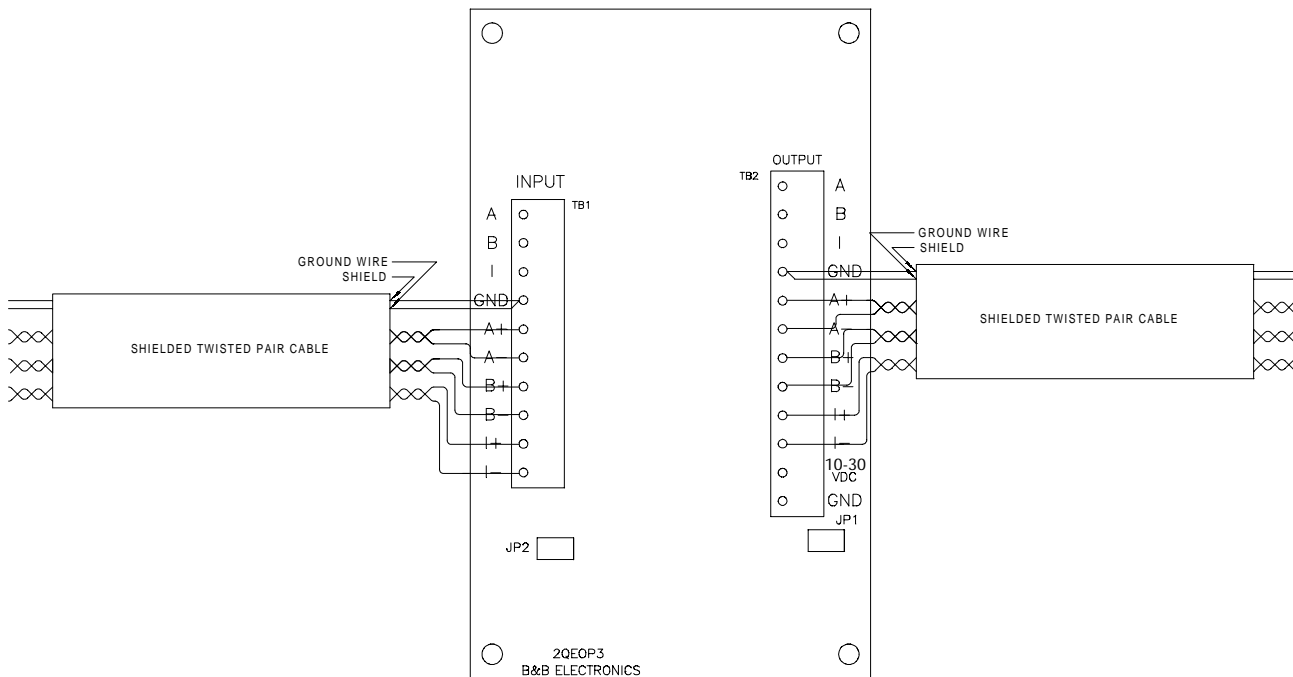 OUTPUT
TB2
A
B
I
GND
A+
A-
B+
B-
I+
I-
10-30
VDC
GND
JP1
INPUT
TB1
A
B
I
GND
A+
A-
B+
B-
I+
I-
JP2
GROUND WIRE
SHIELD
SHIELDED TWISTED PAIR CABLE
GROUND WIRE
SHIELD
SHIELDED TWISTED PAIR CABLE
2QEOP3
B&B ELECTRONICS